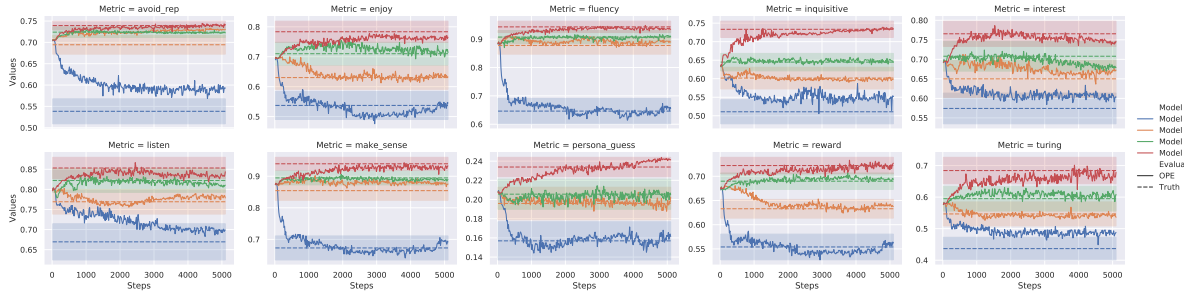 Metric = avoid_rep
Metric = enjoy
Metric = fluency
Metric = inquisitive
Metric = interest
Values
0.75
0.70
0.65
0.60
0.55
0.50
0.8
0.7
0.6
0.5
0.9
0.8
0.7
0.6
0.75
0.70
0.65
0.60
0.55
0.80
0.75
0.70
0.65
0.60
0.55
Metric = listen
Metric = make_sense
Metric = persona_guess
Metric = reward
Metric = turing
Values
0.85
0.80
0.75
0.70
0.65
0.9
0.8
0.7
0.24
0.22
0.20
0.18
0.16
0.14
0.70
0.65
0.60
0.55
0.7
0.6
0.5
0.4
0 1000 2000 3000 4000 5000
0 1000 2000 3000 4000 5000
0 1000 2000 3000 4000 5000
0 1000 2000 3000 4000 5000
0 1000 2000 3000 4000 5000
Steps
Steps
Steps
Steps
Steps
Model
Model
Model
Model
Model
Evalua
OPE
Truth